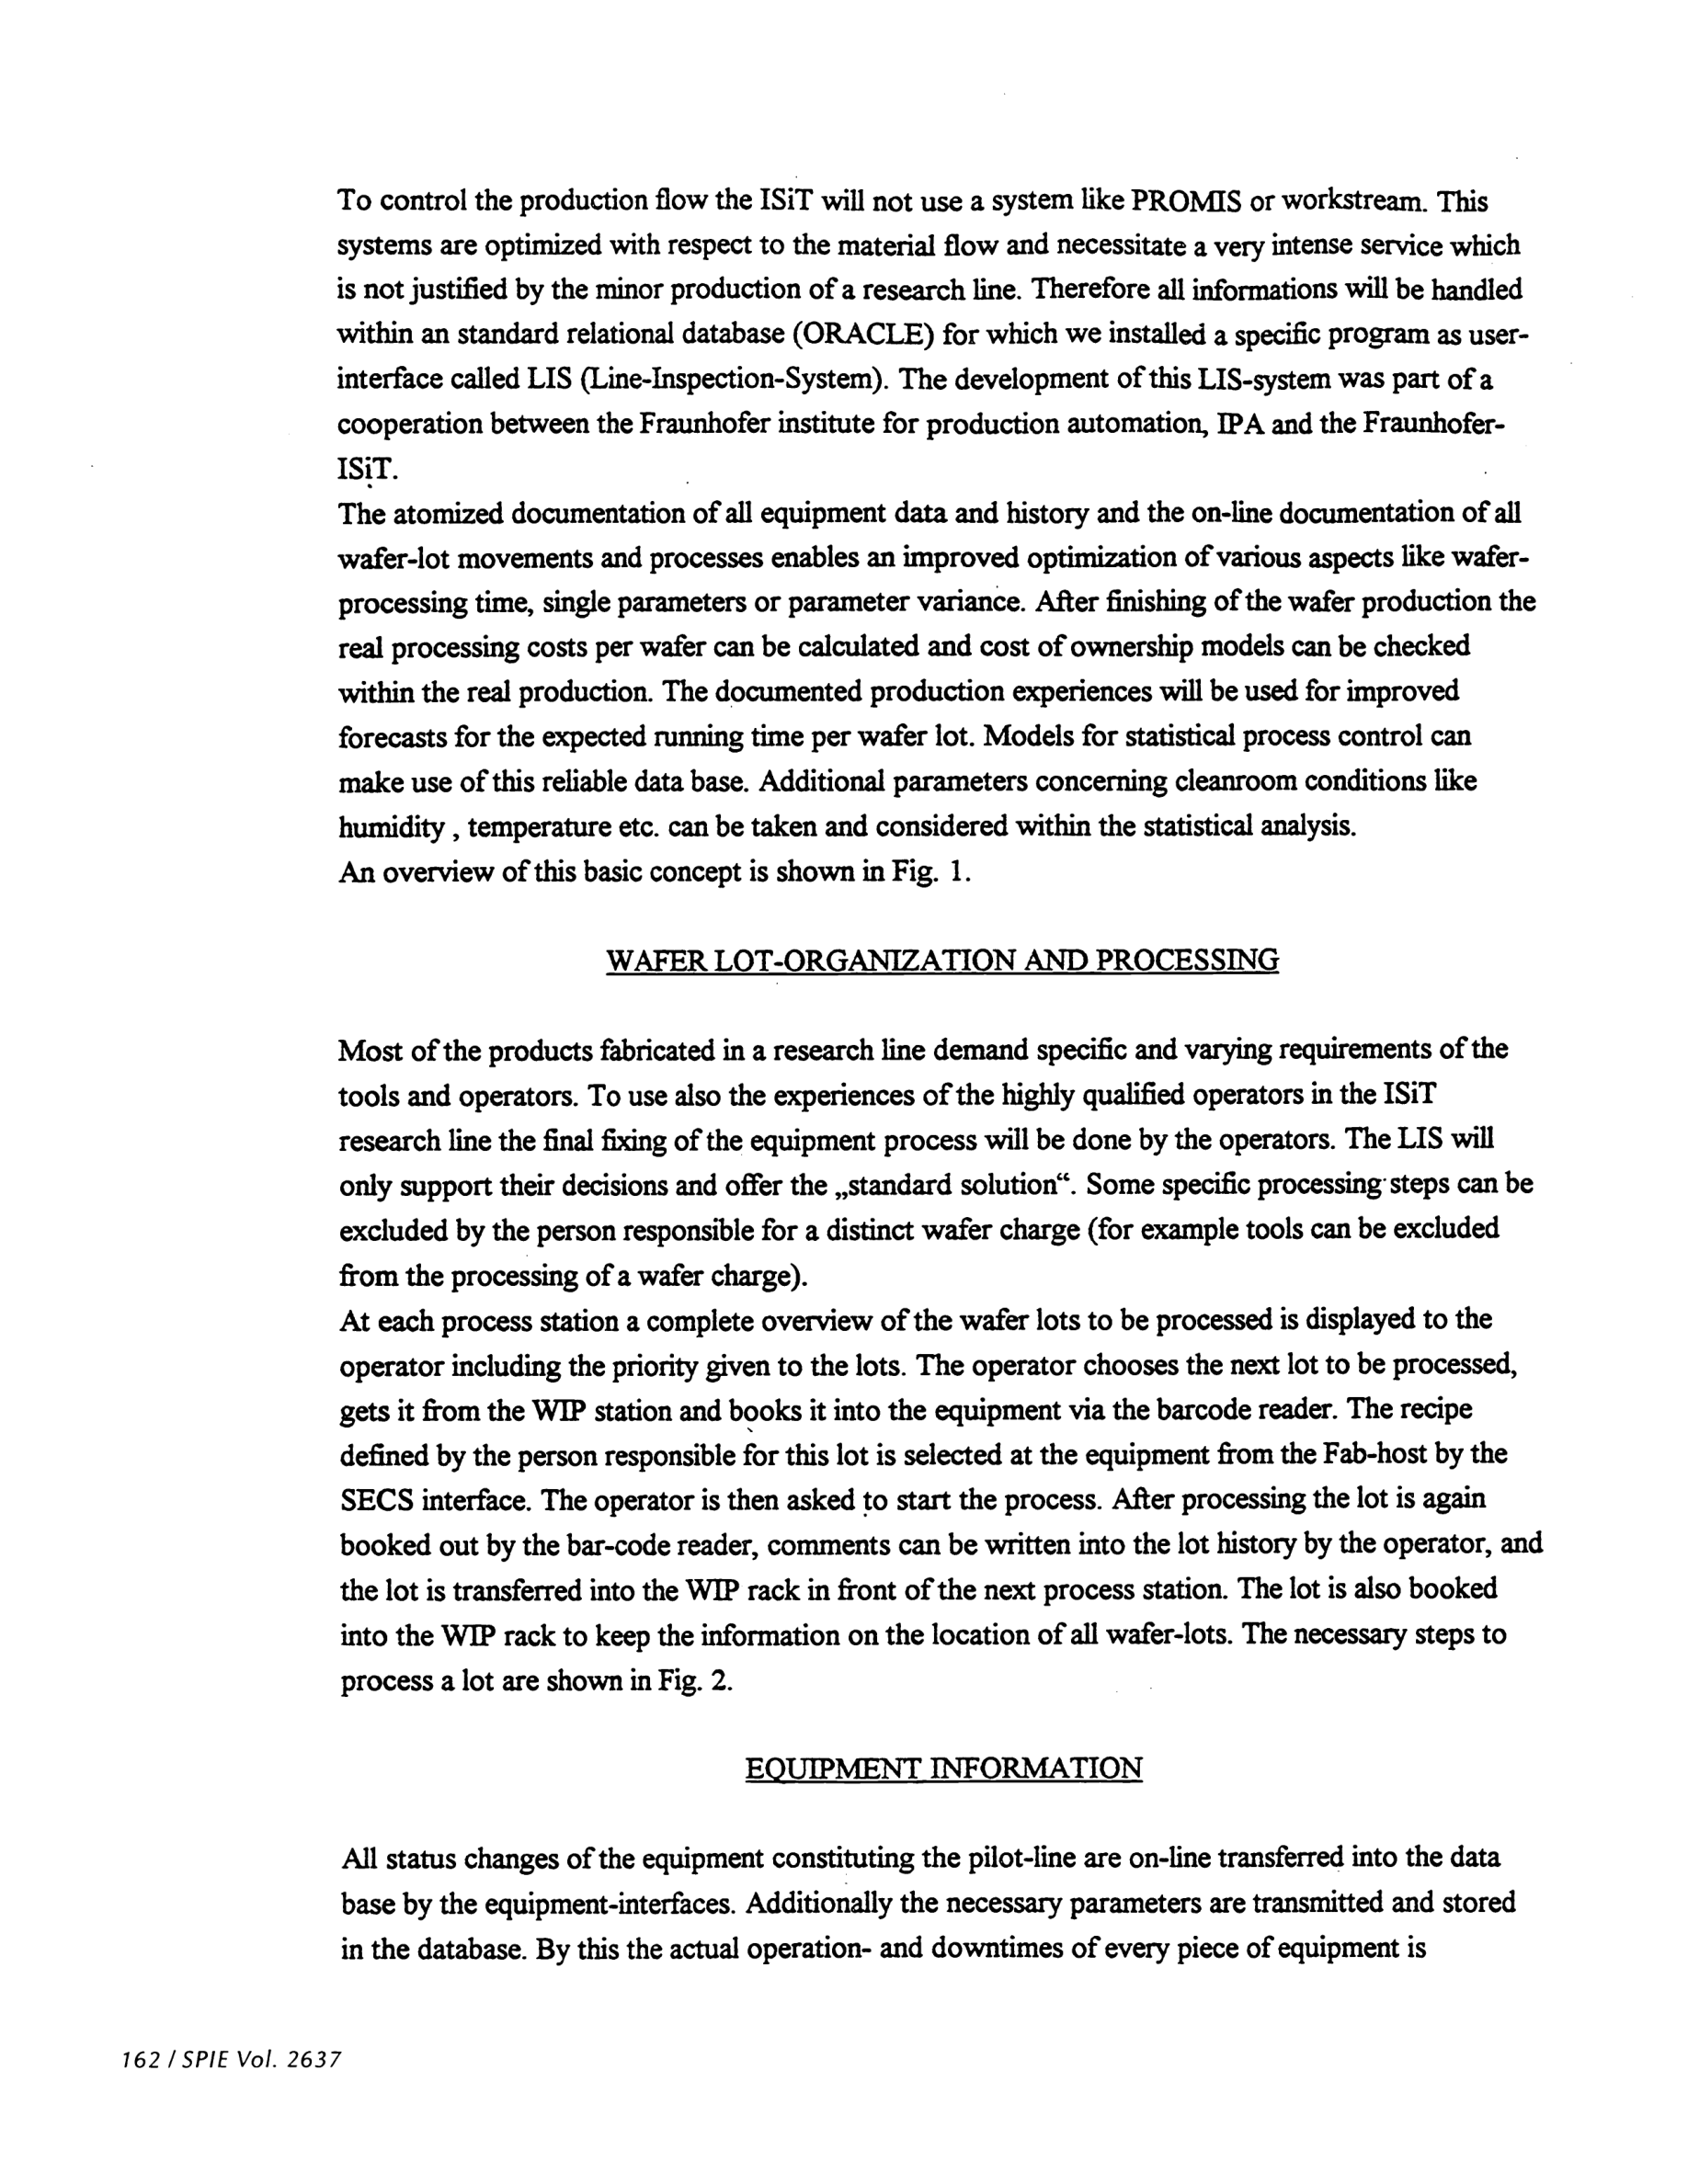 To control the production flow the ISiT will not use a system like PROMIS or workstream. This
systems are optimized with respect to the material flow and necessitate a very intense service which
is not justified by the minor production of a research line. Therefore all informations will be handled
within an standard relational database (ORACLE) for which we installed a specific program as user-
interface called LIS (Line-Inspection-System). The development of this LIS-system was part of a
cooperation between the Fraunhofer institute for production automation, IPA and the Fraunhofer-
ISiT.
The atomized documentation of all equipment data and history and the on-line documentation of all
wafer-lot movements and processes enables an improved optimization of various aspects like wafer-
processing time, single parameters or parameter variance. After finishing of the wafer production the
real processing costs per wafer can be calculated and cost of ownership models can be checked
within the real production. The documented production experiences will be used for improved
forecasts for the expected running time per wafer lot. Models for statistical process control can
make use of this reliable data base. Additional parameters concerning cleanroom conditions like
humidity , temperature etc. can be taken and considered within the statistical analysis.
An overview of this basic concept is shown in Fig. 1.
WAFER LOT-ORGANIZATION AND PROCESSING
Most of the products fabricated in a research line demand specific and varying requirements of the
tools and operators. To use also the experiences of the highly qualified operators in the ISiT
research line the final fixing of the equipment process will be done by the operators. The LIS will
only support their decisions and offer the „standard solution“. Some specific processing steps can be
excluded by the person responsible for a distinct wafer charge (for example tools can be excluded
from the processing of a wafer charge).
At each process station a complete overview of the wafer lots to be processed is displayed to the
operator including the priority given to the lots. The operator chooses the next lot to be processed,
gets it from the WIP station and books it into the equipment via the barcode reader. The recipe
defined by the person responsible for this lot is selected at the equipment from the Fab-host by the
SECS interface. The operator is then asked to start the process. After processing the lot is again
booked out by the bar-code reader, comments can be written into the lot history by the operator, and
the lot is transferred into the WIP rack in front of the next process station. The lot is also booked
into the WIP rack to keep the information on the location of all wafer-lots. The necessary steps to
process a lot are shown in Fig. 2.
EQUIPMENT INFORMATION
All status changes of the equipment constituting the pilot-line are on-line transferred into the data
base by the equipment-interfaces. Additionally the necessary parameters are transmitted and stored
in the database. By this the actual operation- and downtimes of every piece of equipment is
162 / SPIE Vol. 2637